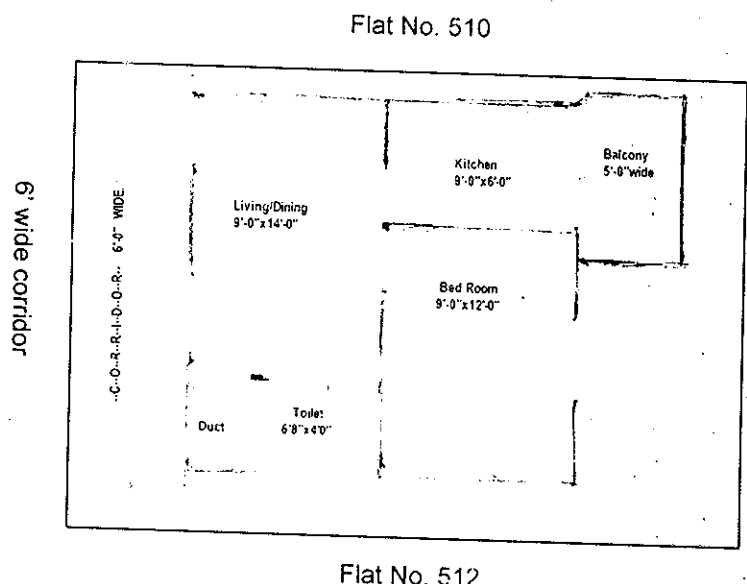 Flat No. 510
6' wide corridor
--C--O--R--R--I--D--O--R-- 6'-0" WIDE.
Living/Dining
9'-0"x14'-0"
Kitchen
9'-0"x6'-0"
Balcony
5'-0"wide
Bed Room
9'-0"x12'-0"
Duct
Toilet
6'8"x4'0"
Flat No. 512